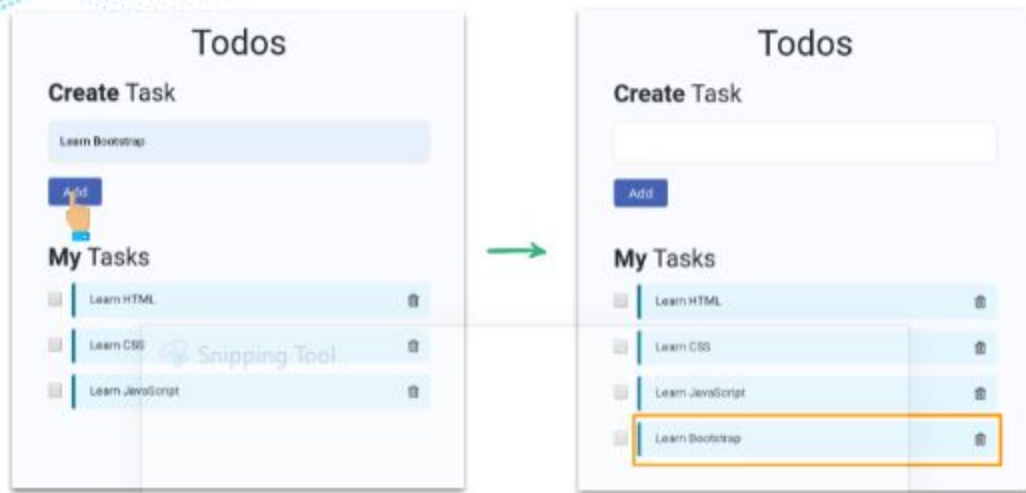 Todos
Create Task
Learn Bootstrap
Add
My Tasks
Learn HTML
Learn CSS
Learn JavaScript
Snipping Tool
Todos
Create Task
Add
My Tasks
Learn HTML
Learn CSS
Learn JavaScript
Learn Bootstrap